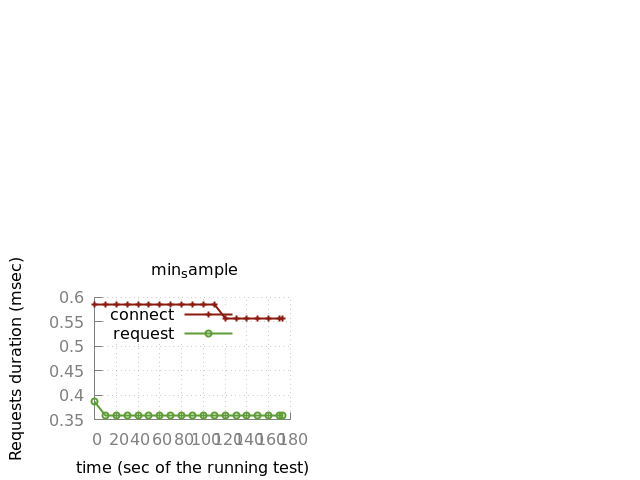 min_sample
Requests duration (msec)
0.6
0.55
0.5
0.45
0.4
0.35
connect
request
0 20 40 60 80 100 120 140 160 180
time (sec of the running test)